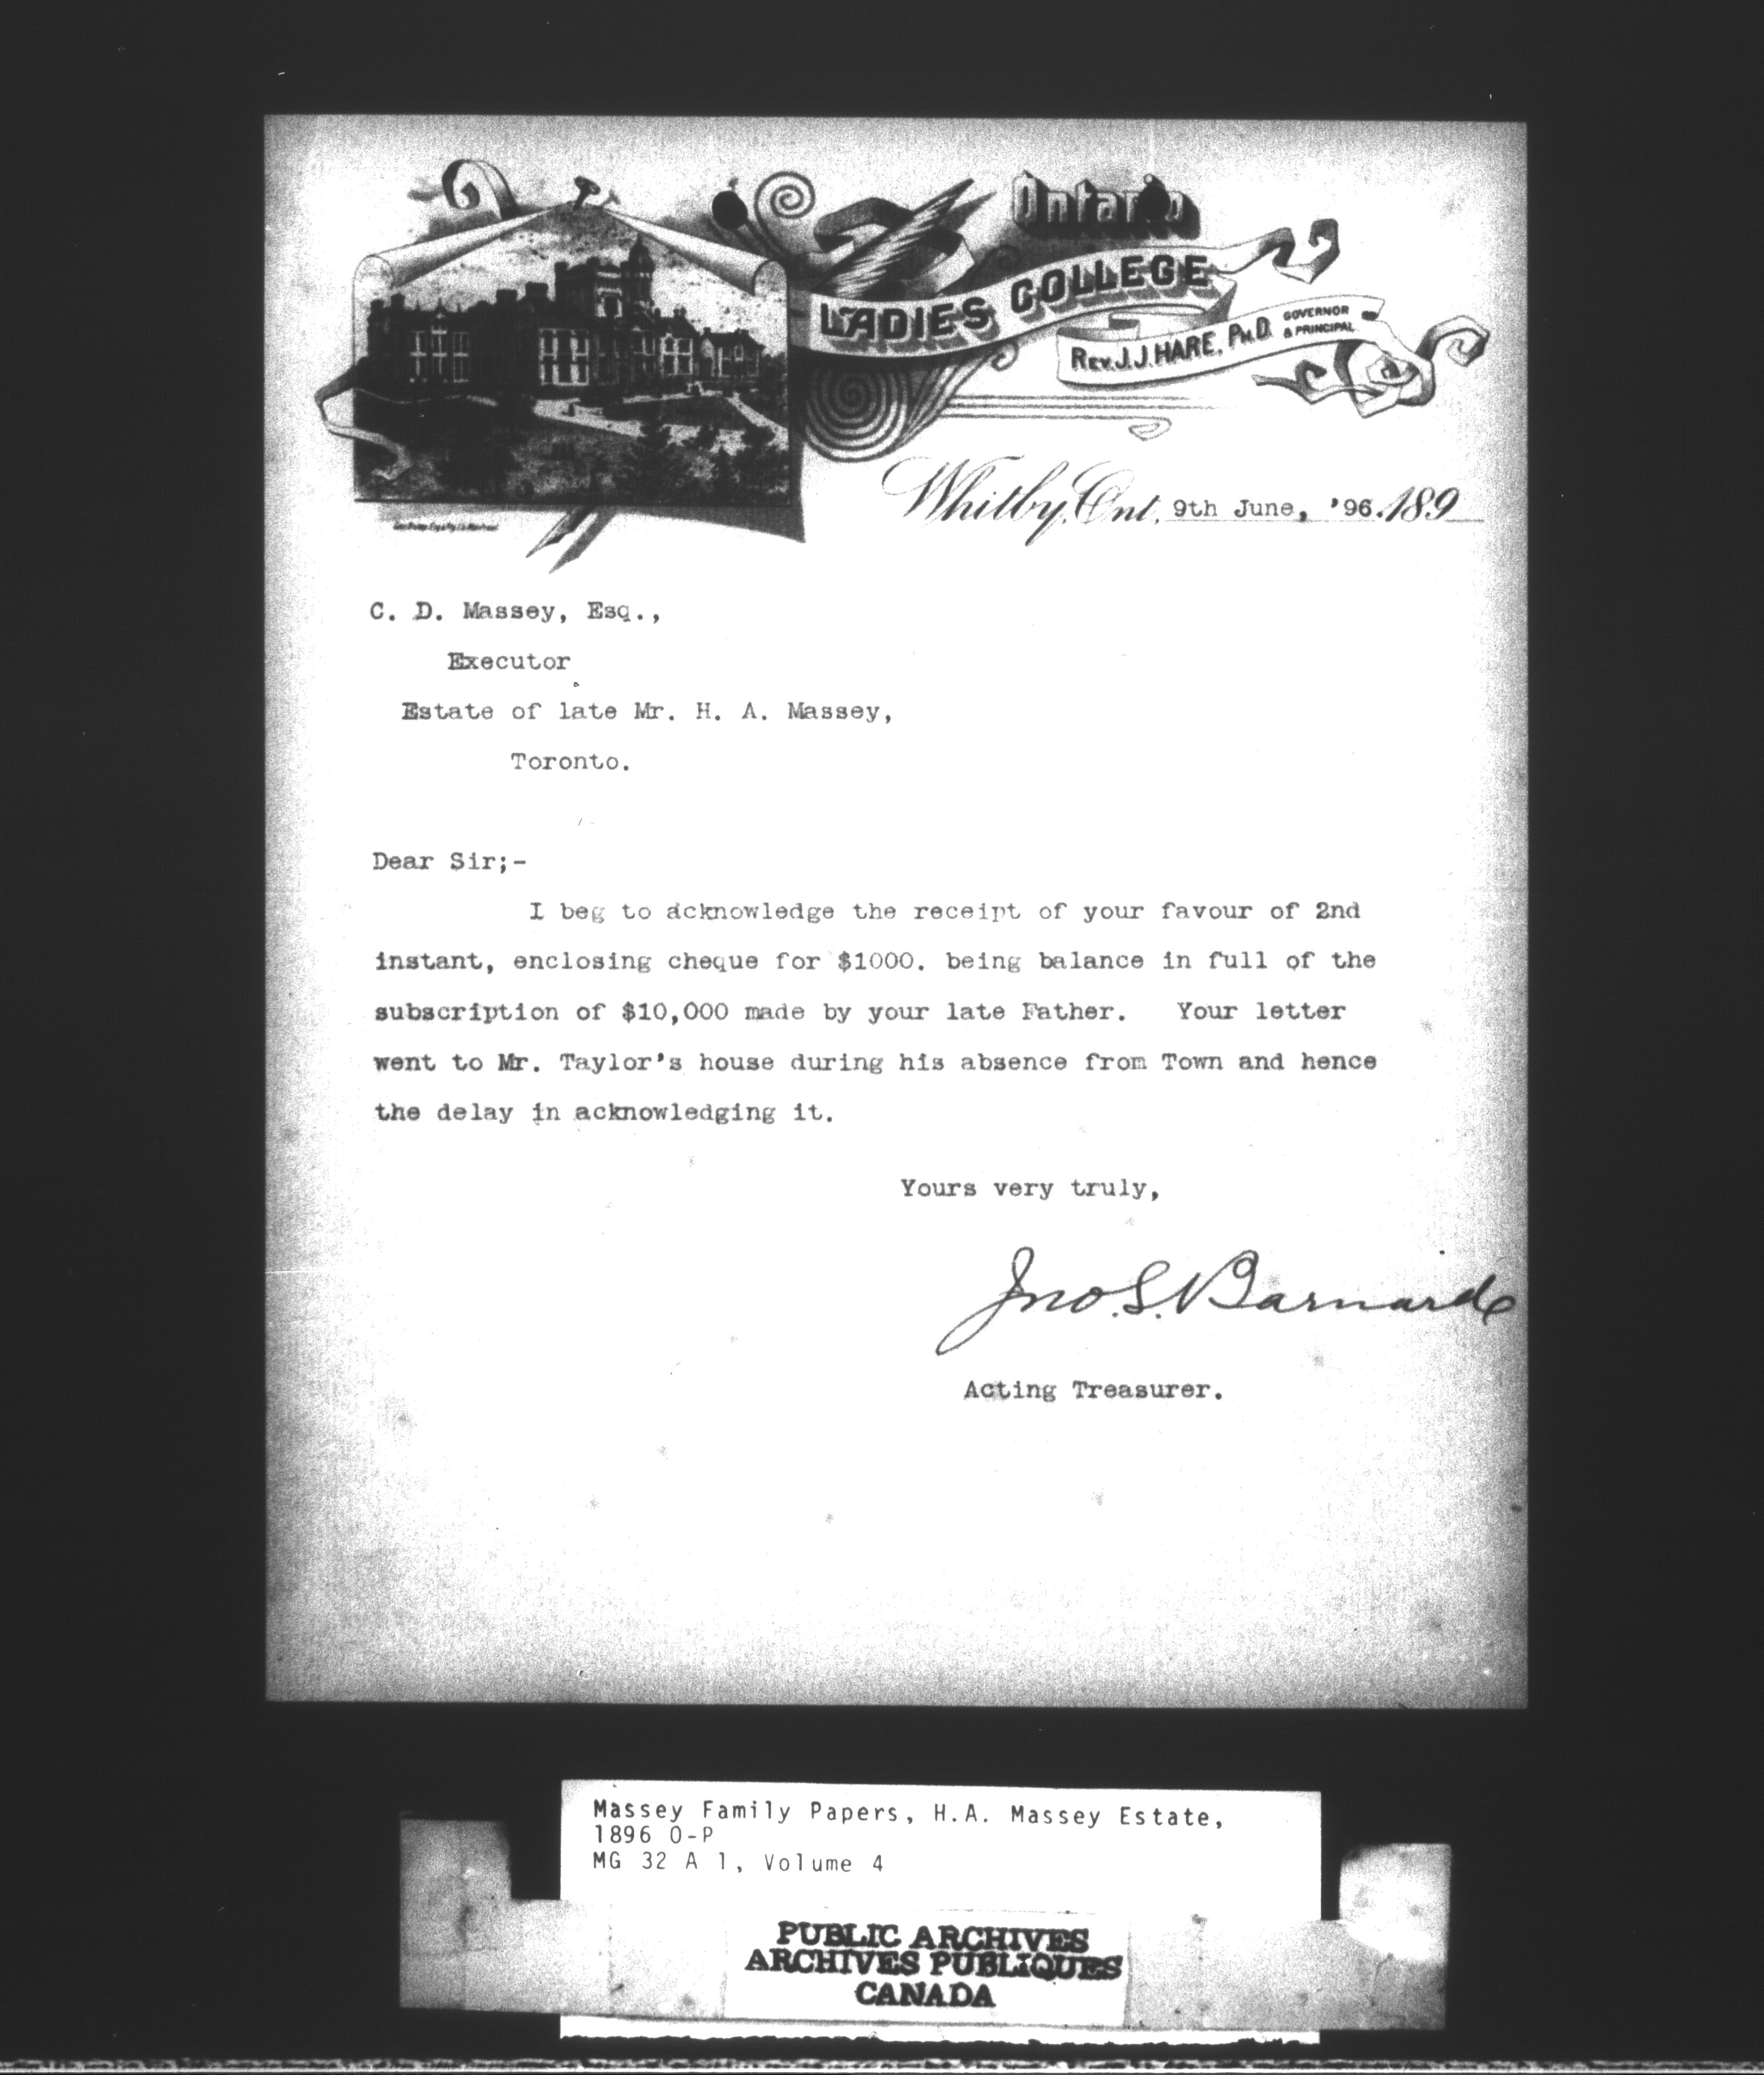 Ontario
LADIES COLLEGE
REV. J. J. HARE, PH.D. GOVERNOR & PRINCIPAL
Whitby, Ont. 9th June, '96. 189
C. D. Massey, Esq.,
Executor
Estate of late Mr. H. A. Massey,
Toronto.
Dear Sir;-
I beg to acknowledge the receipt of your favour of 2nd
instant, enclosing cheque for $1000. being balance in full of the
subscription of $10,000 made by your late Father. Your letter
went to Mr. Taylor's house during his absence from Town and hence
the delay in acknowledging it.
Yours very truly,
Jno. S. Barnard
Acting Treasurer.
Massey Family Papers, H.A. Massey Estate,
1896 O-P
MG 32 A 1, Volume 4
PUBLIC ARCHIVES
ARCHIVES PUBLIQUES
CANADA